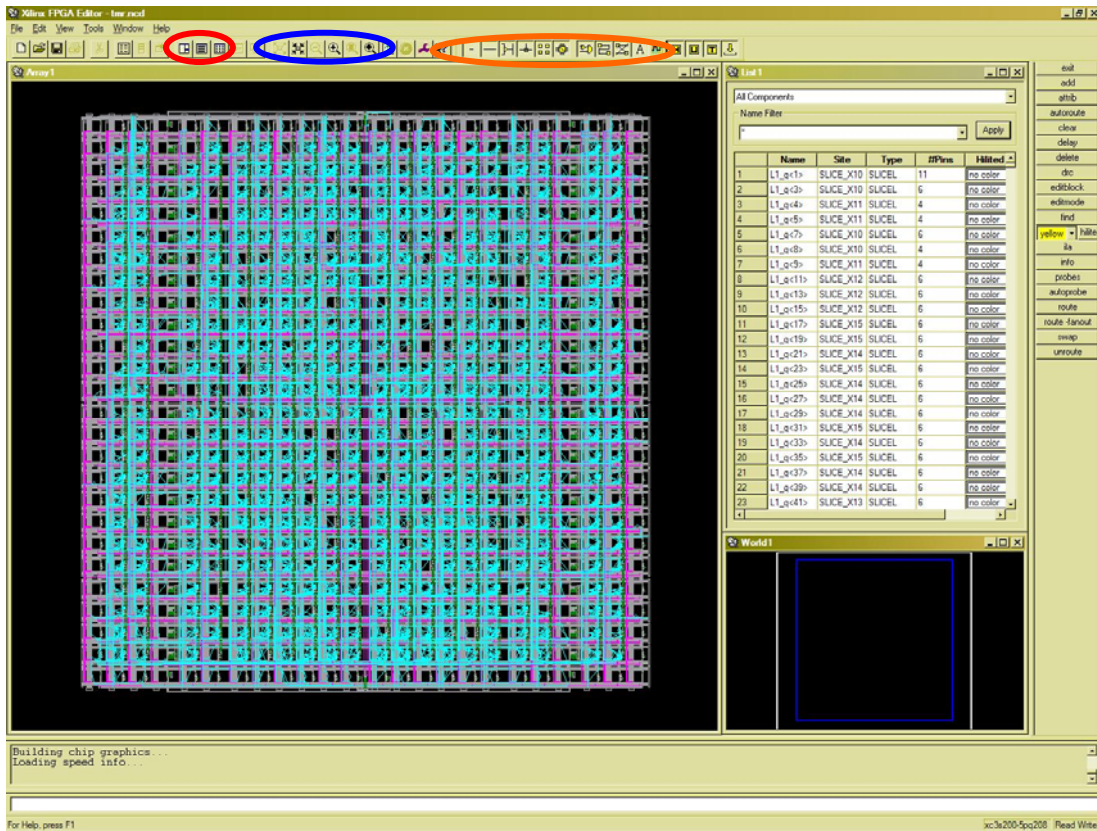 Xilinx FPGA Editor - tmr.ncd
File Edit View Tools Window Help
A
Array1
List1
All Components
Name Filter
*
Apply
Name Site Type #Pins Hilited
1 L1_q<1> SLICE_X10 SLICEL 11 no color
2 L1_q<3> SLICE_X10 SLICEL 6 no color
3 L1_q<4> SLICE_X11 SLICEL 4 no color
4 L1_q<5> SLICE_X11 SLICEL 4 no color
5 L1_q<7> SLICE_X10 SLICEL 6 no color
6 L1_q<8> SLICE_X10 SLICEL 4 no color
7 L1_q<9> SLICE_X11 SLICEL 4 no color
8 L1_q<11> SLICE_X12 SLICEL 6 no color
9 L1_q<13> SLICE_X12 SLICEL 6 no color
10 L1_q<15> SLICE_X12 SLICEL 6 no color
11 L1_q<17> SLICE_X15 SLICEL 6 no color
12 L1_q<19> SLICE_X15 SLICEL 6 no color
13 L1_q<21> SLICE_X14 SLICEL 6 no color
14 L1_q<23> SLICE_X15 SLICEL 6 no color
15 L1_q<25> SLICE_X14 SLICEL 6 no color
16 L1_q<27> SLICE_X14 SLICEL 6 no color
17 L1_q<29> SLICE_X14 SLICEL 6 no color
18 L1_q<31> SLICE_X15 SLICEL 6 no color
19 L1_q<33> SLICE_X14 SLICEL 6 no color
20 L1_q<35> SLICE_X15 SLICEL 6 no color
21 L1_q<37> SLICE_X14 SLICEL 6 no color
22 L1_q<39> SLICE_X14 SLICEL 6 no color
23 L1_q<41> SLICE_X13 SLICEL 6 no color
World1
exit
add
attrib
autoroute
clear
delay
delete
drc
editblock
editmode
find
yellow hilite
ila
info
probes
autoprobe
route
route -fanout
swap
unroute
Building chip graphics...
Loading speed info...
For Help, press F1
xc3s200-5pq208 Read Write